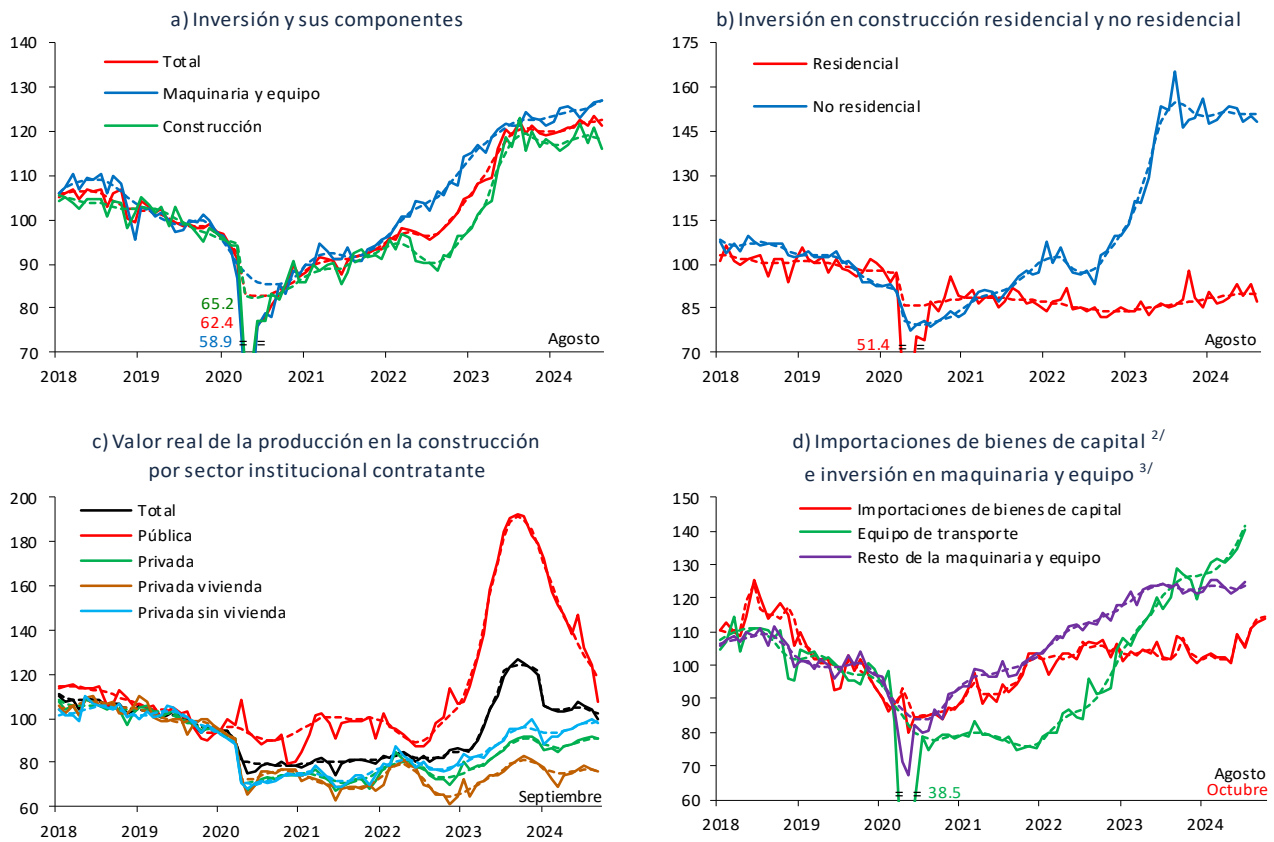 a) Inversión y sus componentes
140
130
120
110
100
90
80
70
Total
Maquinaria y equipo
Construcción
65.2
62.4
58.9
Agosto
2018 2019 2020 2021 2022 2023 2024
b) Inversión en construcción residencial y no residencial
175
160
145
130
115
100
85
70
Residencial
No residencial
51.4
Agosto
2018 2019 2020 2021 2022 2023 2024
c) Valor real de la producción en la construcción
por sector institucional contratante
200
180
160
140
120
100
80
60
Total
Pública
Privada
Privada vivienda
Privada sin vivienda
Septiembre
2018 2019 2020 2021 2022 2023 2024
d) Importaciones de bienes de capital 2/
e inversión en maquinaria y equipo 3/
150
140
130
120
110
100
90
80
70
60
Importaciones de bienes de capital
Equipo de transporte
Resto de la maquinaria y equipo
38.5
Agosto
Octubre
2018 2019 2020 2021 2022 2023 2024